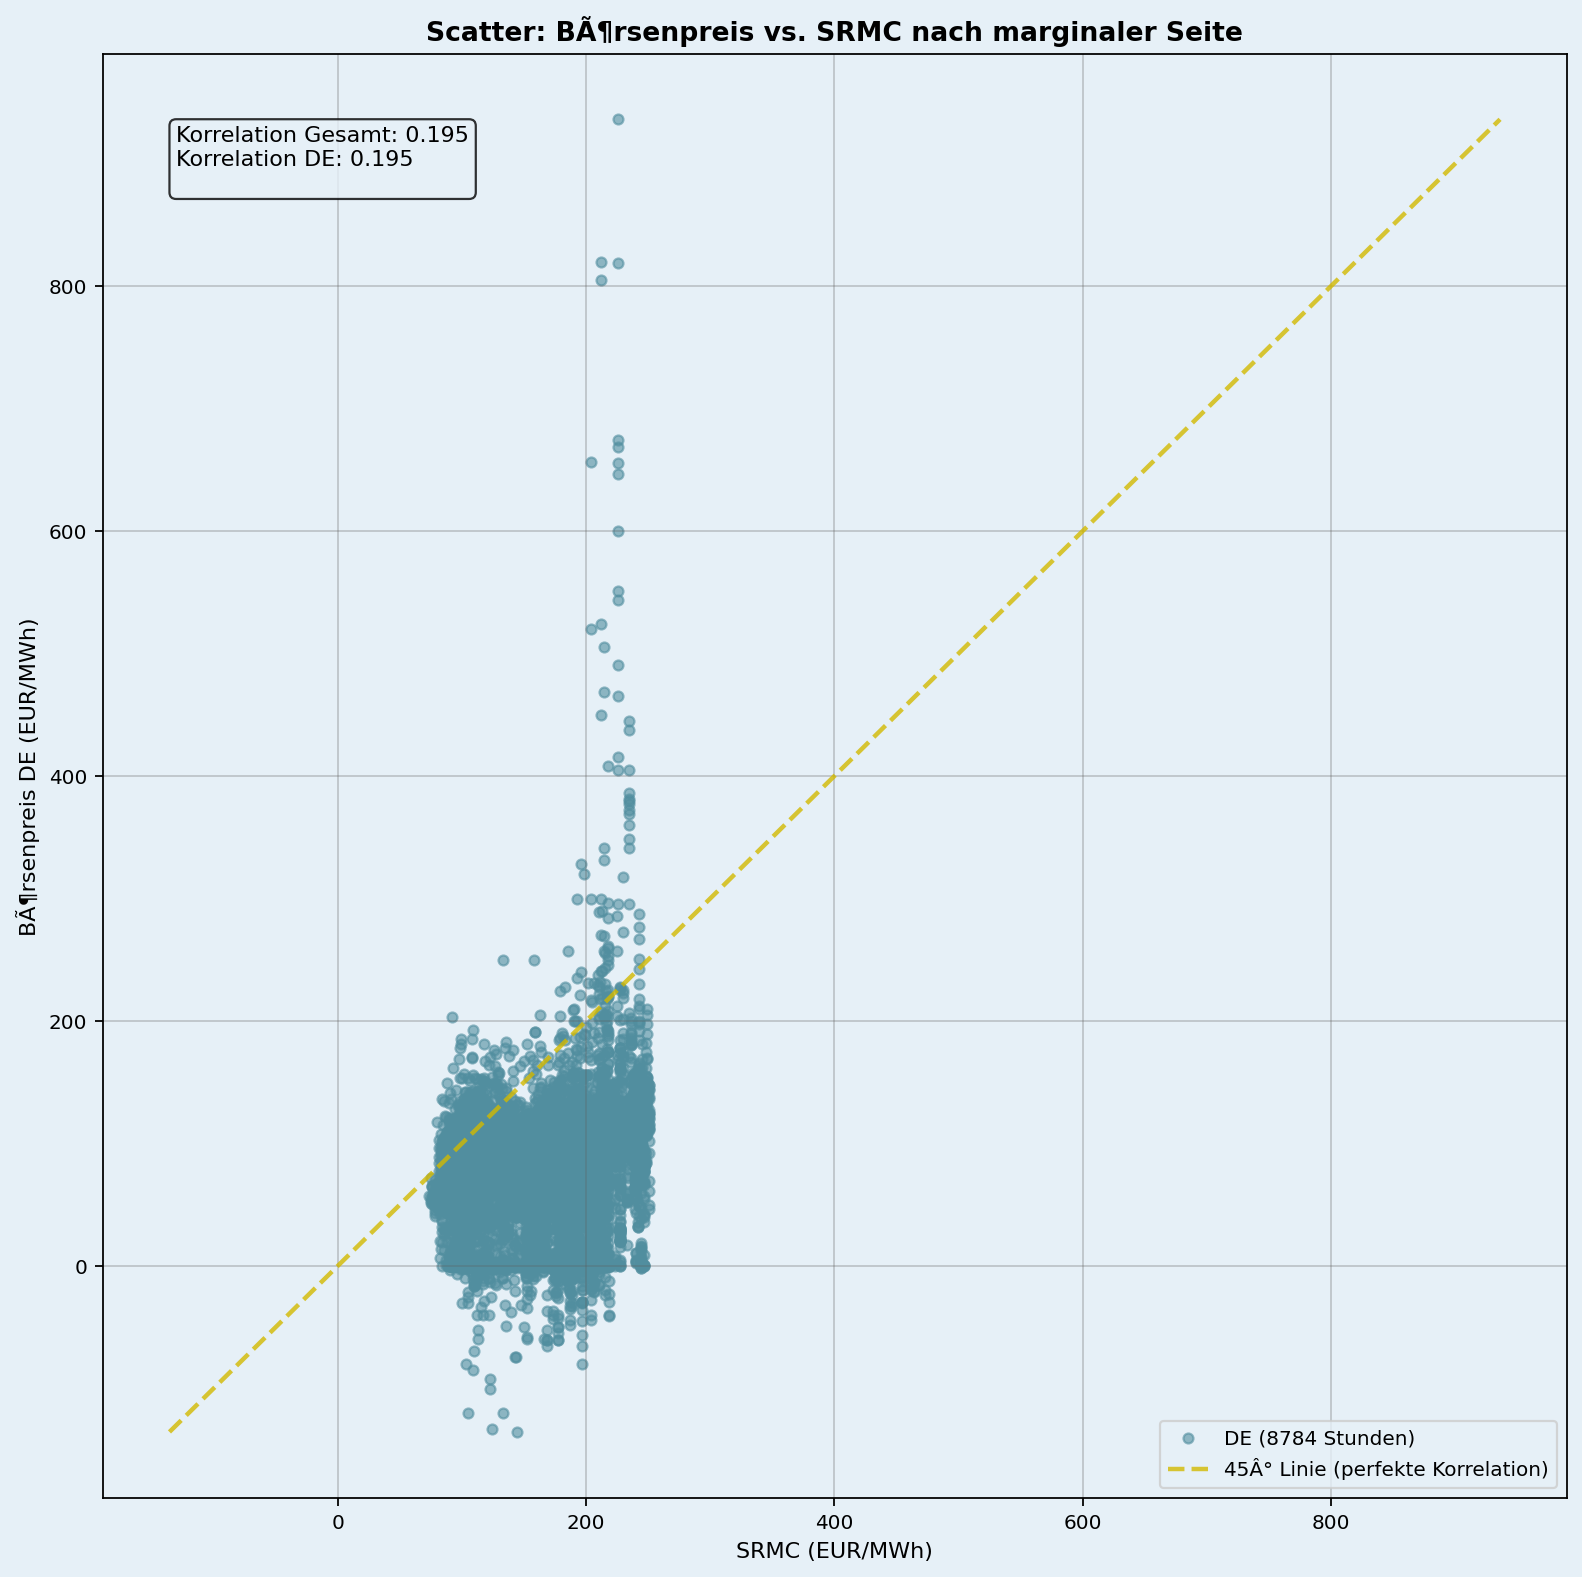 Scatter: BÃ¶rsenpreis vs. SRMC nach marginaler Seite
Korrelation Gesamt: 0.195
Korrelation DE: 0.195
BÃ¶rsenpreis DE (EUR/MWh)
800
600
400
200
0
0
200
400
600
800
SRMC (EUR/MWh)
DE (8784 Stunden)
45Â° Linie (perfekte Korrelation)